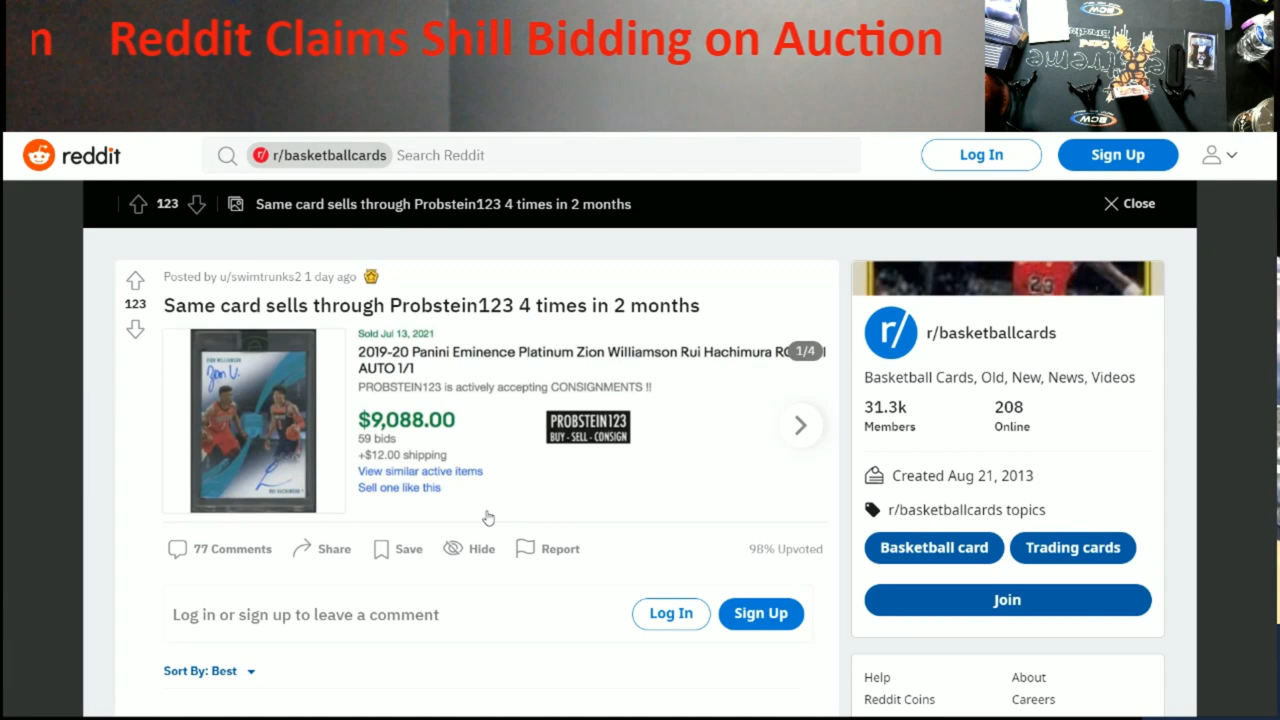 n Reddit Claims Shill Bidding on Auction
BCW
BCW
reddit
r/basketballcards Search Reddit
Log In
Sign Up
123
Same card sells through Probstein123 4 times in 2 months
Close
Posted by u/swimtrunks2 1 day ago
123
Same card sells through Probstein123 4 times in 2 months
Sold Jul 13, 2021
2019-20 Panini Eminence Platinum Zion Williamson Rui Hachimura
1/4
AUTO 1/1
PROBSTEIN123 is actively accepting CONSIGNMENTS !!
$9,088.00
59 bids
+$12.00 shipping
View similar active items
Sell one like this
PROBSTEIN123
BUY - SELL - CONSIGN
ZION WILLIAMSON
RUI HACHIMURA
77 Comments
Share
Save
Hide
Report
98% Upvoted
Log in or sign up to leave a comment
Log In
Sign Up
Sort By: Best
23
r/
r/basketballcards
Basketball Cards, Old, New, News, Videos
31.3k
208
Members
Online
Created Aug 21, 2013
r/basketballcards topics
Basketball card
Trading cards
Join
Help
About
Reddit Coins
Careers